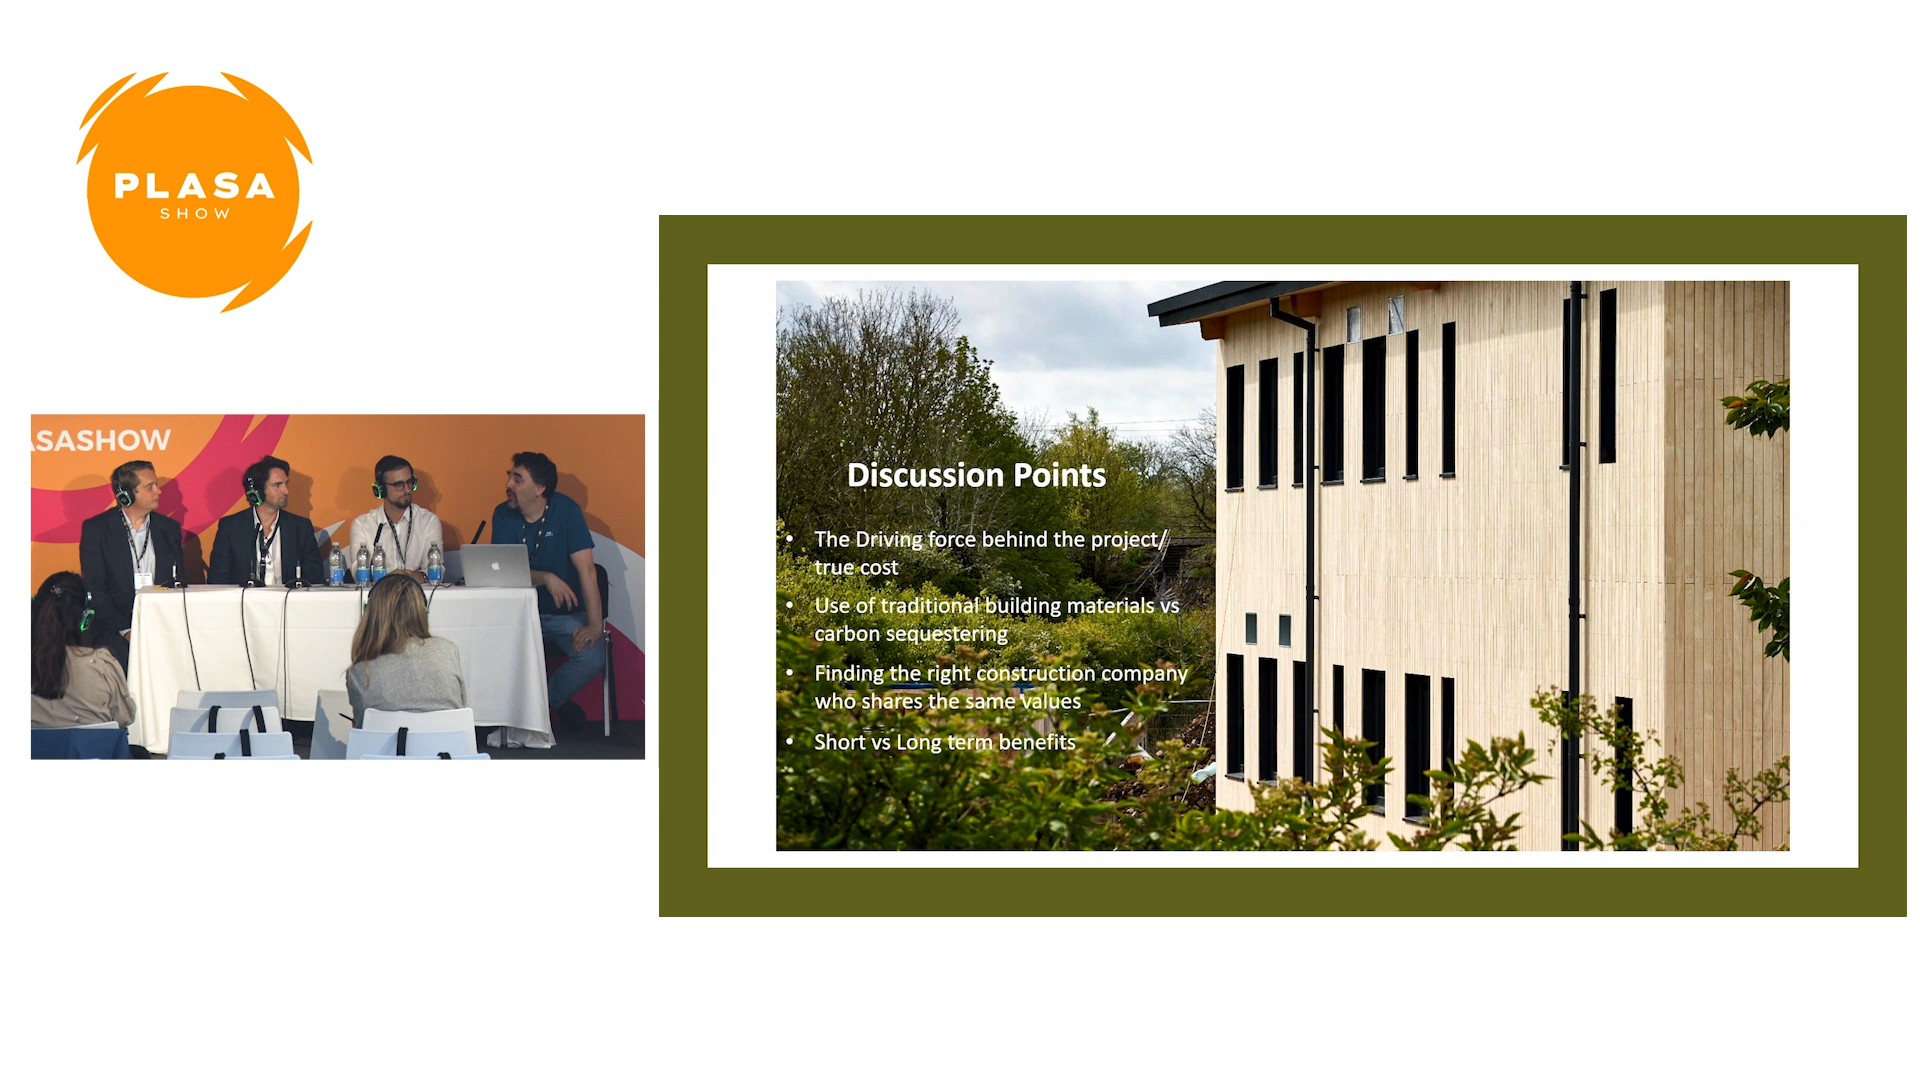 PLASA
SHOW
ASASHOW
Discussion Points
• The Driving force behind the project/
true cost
• Use of traditional building materials vs
carbon sequestering
• Finding the right construction company
who shares the same values
• Short vs Long term benefits